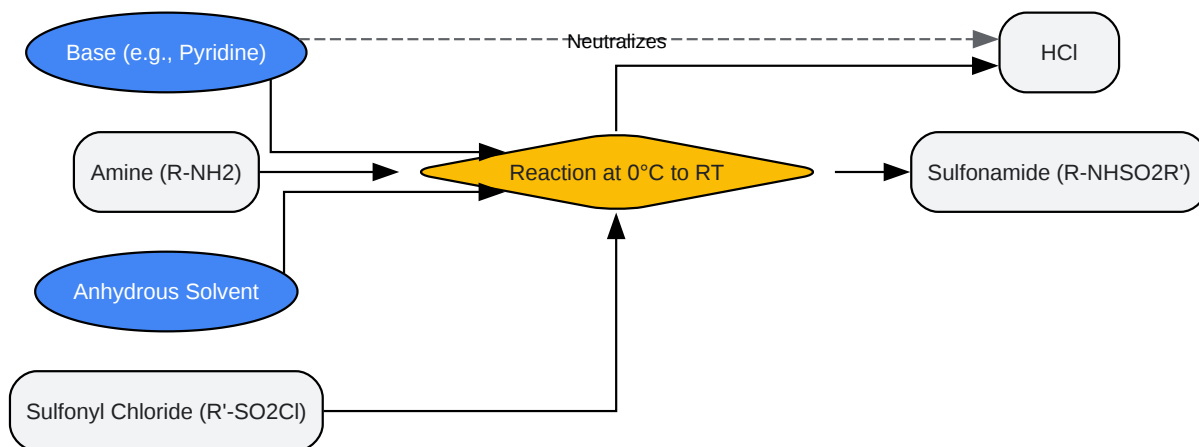 Base (e.g., Pyridine)
Neutralizes
HCl
Amine (R-NH2)
Reaction at 0°C to RT
Sulfonamide (R-NHSO2R')
Anhydrous Solvent
Sulfonyl Chloride (R'-SO2Cl)